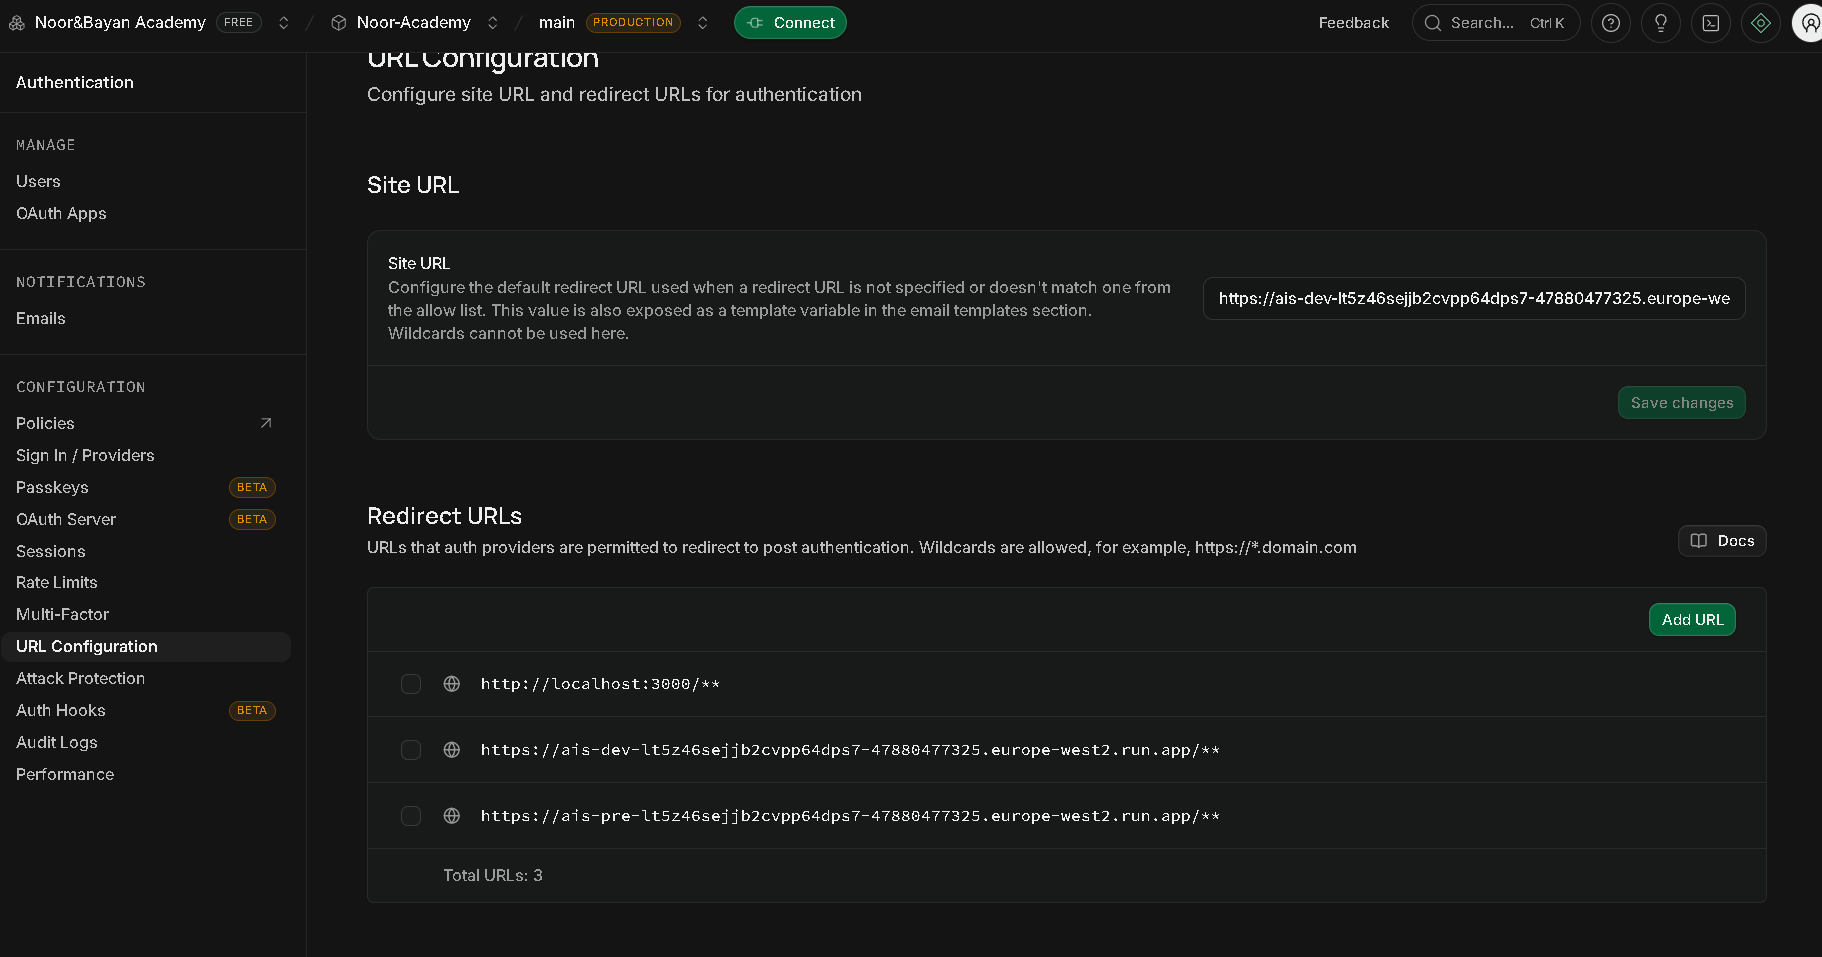 Noor&Bayan Academy FREE / Noor-Academy / main PRODUCTION Connect Feedback Search... Ctrl K
Authentication
MANAGE
Users
OAuth Apps
NOTIFICATIONS
Emails
CONFIGURATION
Policies
Sign In / Providers
Passkeys BETA
OAuth Server BETA
Sessions
Rate Limits
Multi-Factor
URL Configuration
Attack Protection
Auth Hooks BETA
Audit Logs
Performance
URL Configuration
Configure site URL and redirect URLs for authentication
Site URL
Site URL
Configure the default redirect URL used when a redirect URL is not specified or doesn't match one from
the allow list. This value is also exposed as a template variable in the email templates section.
Wildcards cannot be used here.
https://ais-dev-lt5z46sejjb2cvpp64dps7-47880477325.europe-we
Save changes
Redirect URLs
URLs that auth providers are permitted to redirect to post authentication. Wildcards are allowed, for example, https://*.domain.com
Docs
Add URL
http://localhost:3000/**
https://ais-dev-lt5z46sejjb2cvpp64dps7-47880477325.europe-west2.run.app/**
https://ais-pre-lt5z46sejjb2cvpp64dps7-47880477325.europe-west2.run.app/**
Total URLs: 3